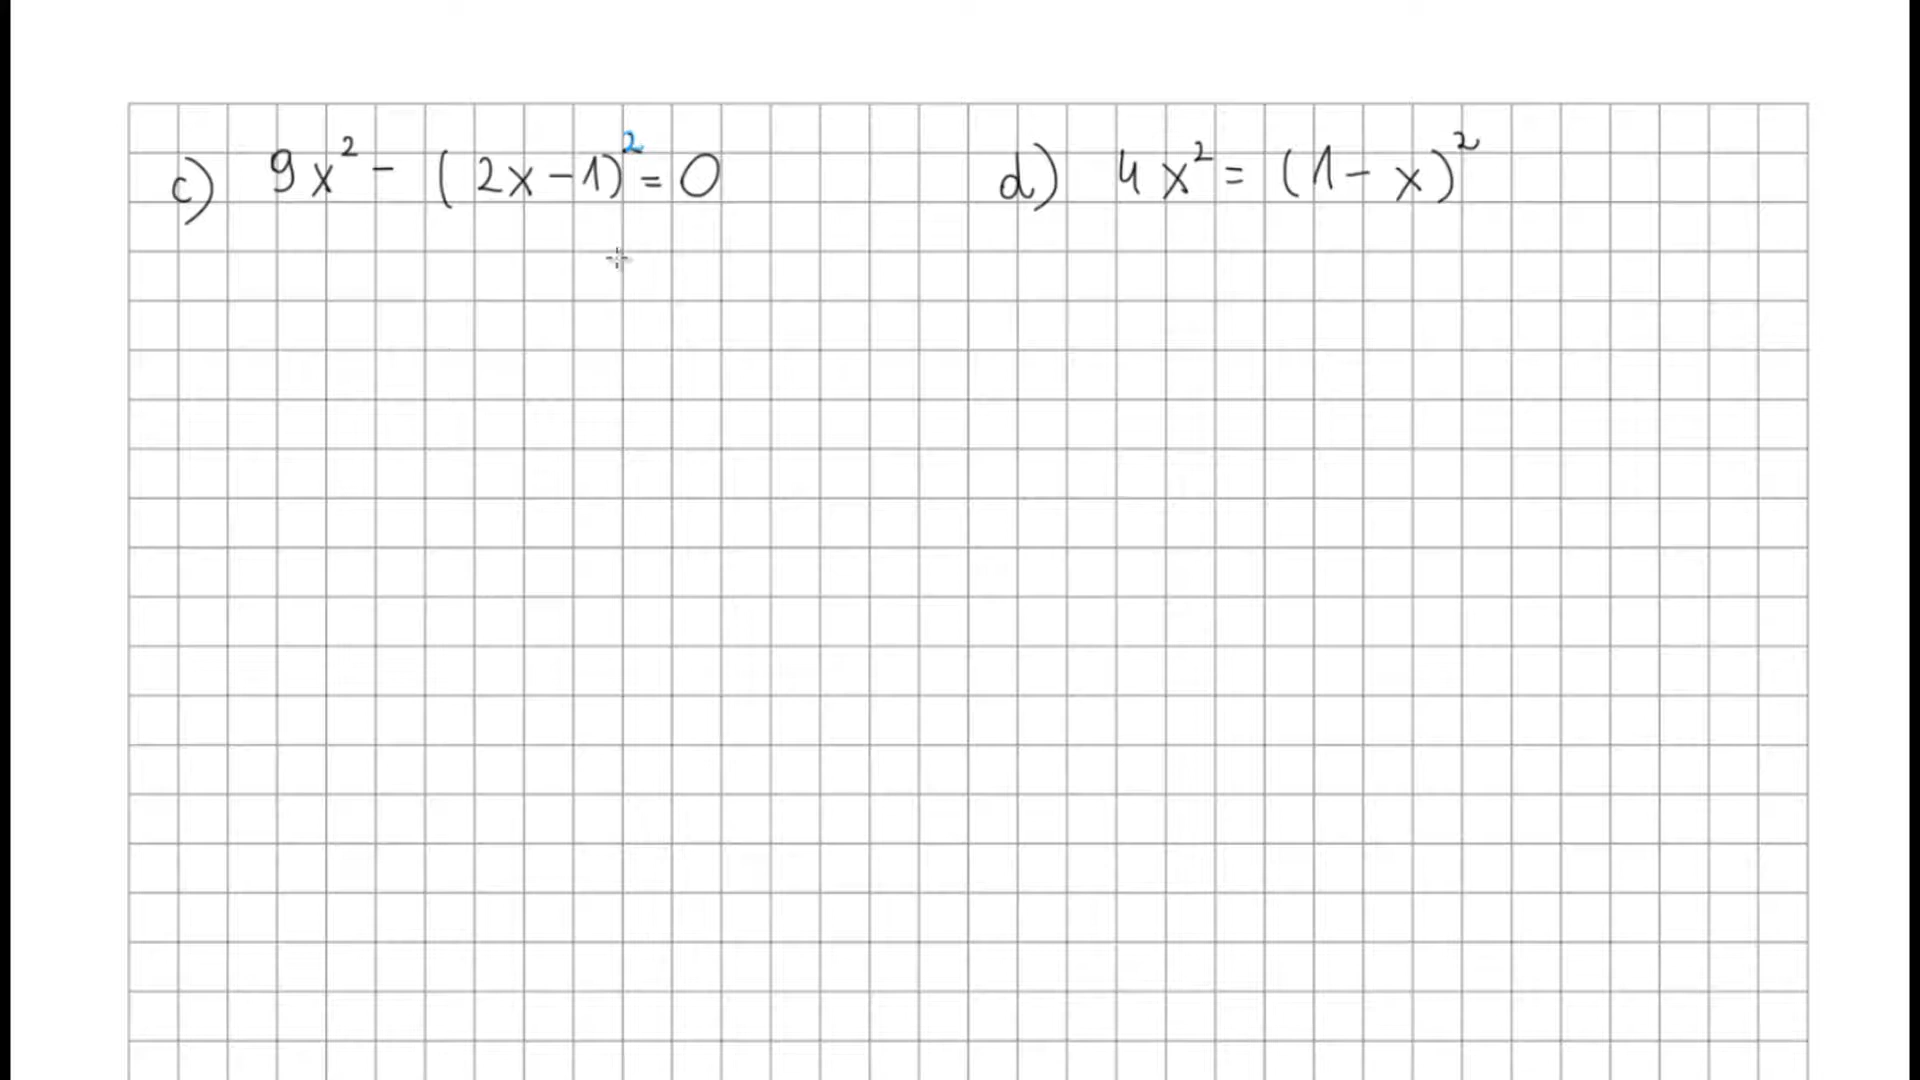 c) 9x² - (2x-1)² = 0
d) 4x² = (1-x)²